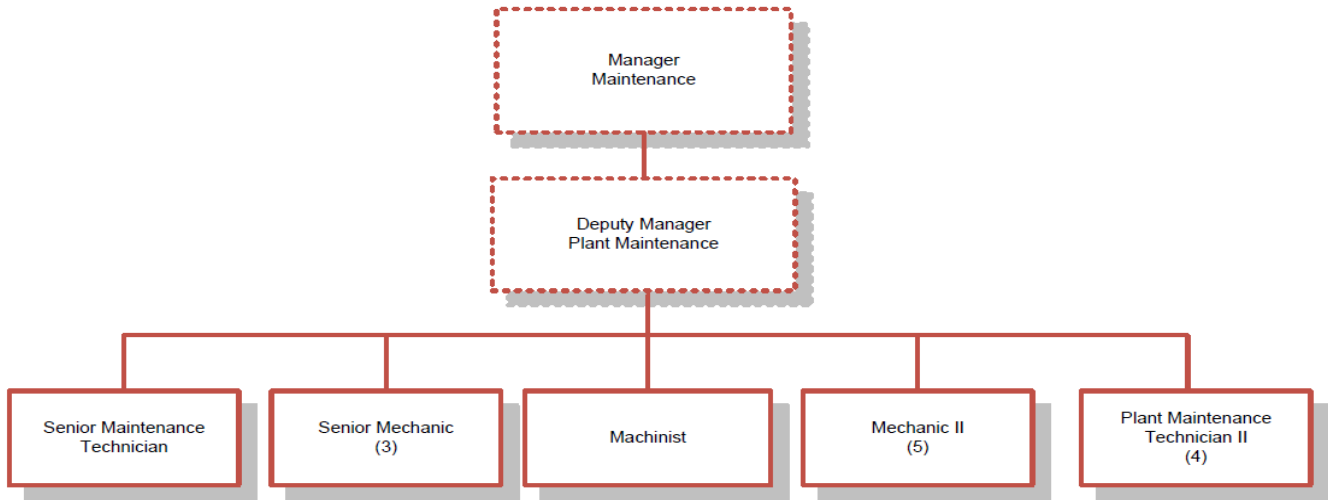 Manager
Maintenance
Deputy Manager
Plant Maintenance
Senior Maintenance
Technician
Senior Mechanic
(3)
Machinist
Mechanic II
(5)
Plant Maintenance
Technician II
(4)